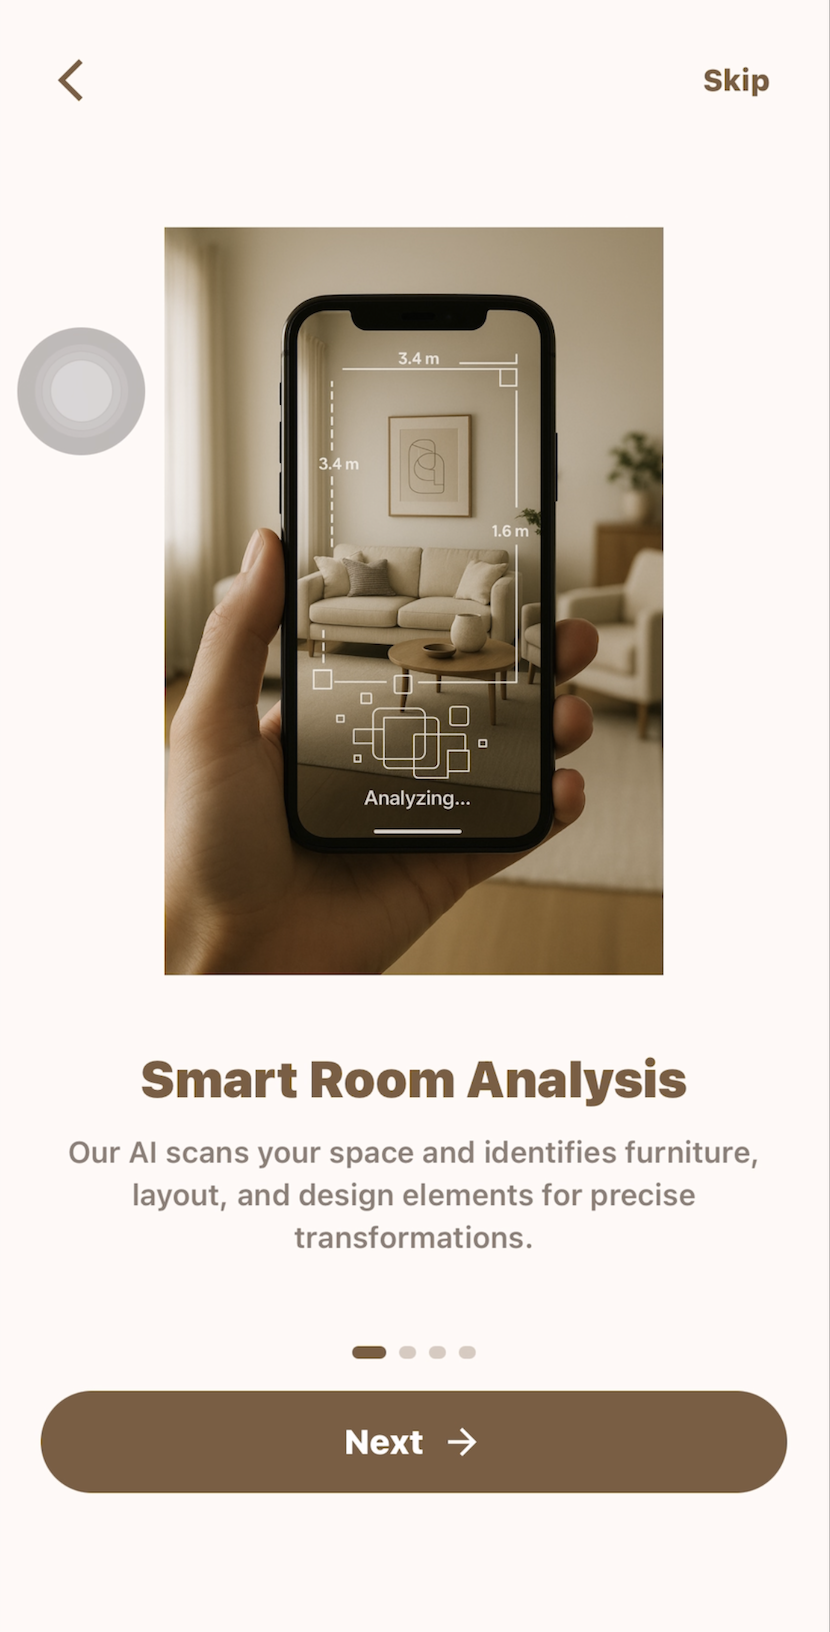 Skip
3.4 m
3.4 m
1.6 m
Analyzing...
Smart Room Analysis
Our AI scans your space and identifies furniture,
layout, and design elements for precise
transformations.
Next